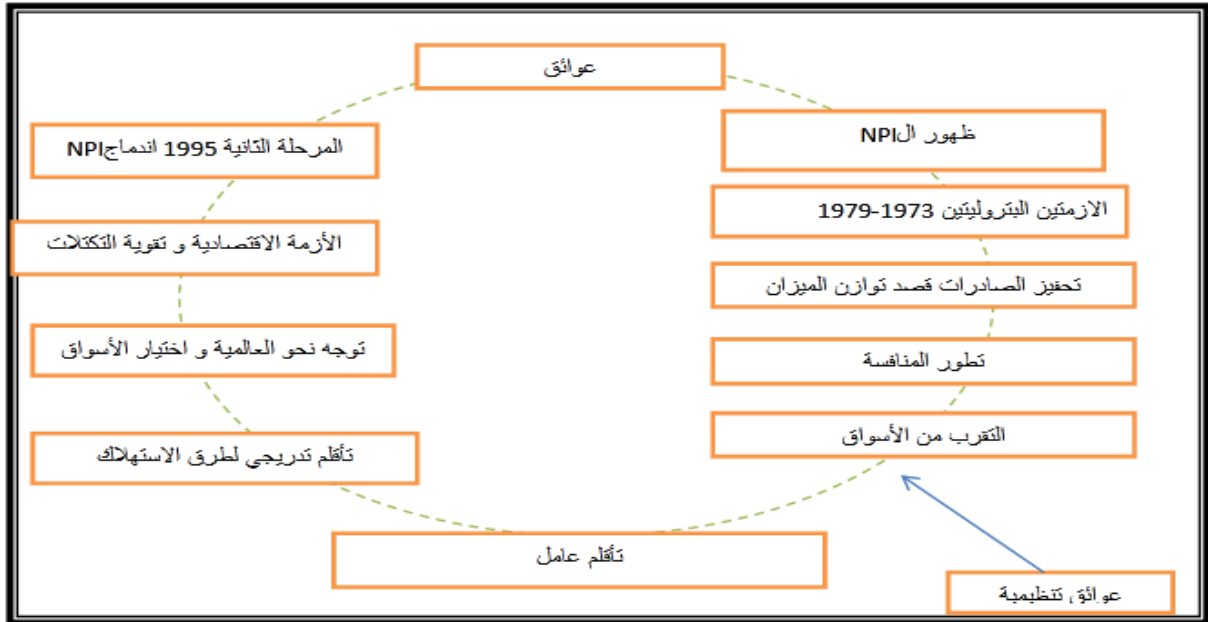 عوائق
ظهور الNPI
الازمتين البتروليتين 1973-1979
تحفيز الصادرات قصد توازن الميزان
تطور المنافسة
التقرب من الأسواق
عوائق تنظيمية
تأقلم عامل
تأقلم تدريجي لطرق الاستهلاك
توجه نحو العالمية و اختيار الأسواق
الأزمة الاقتصادية و تقوية التكتلات
المرحلة الثانية 1995 اندماجNPI